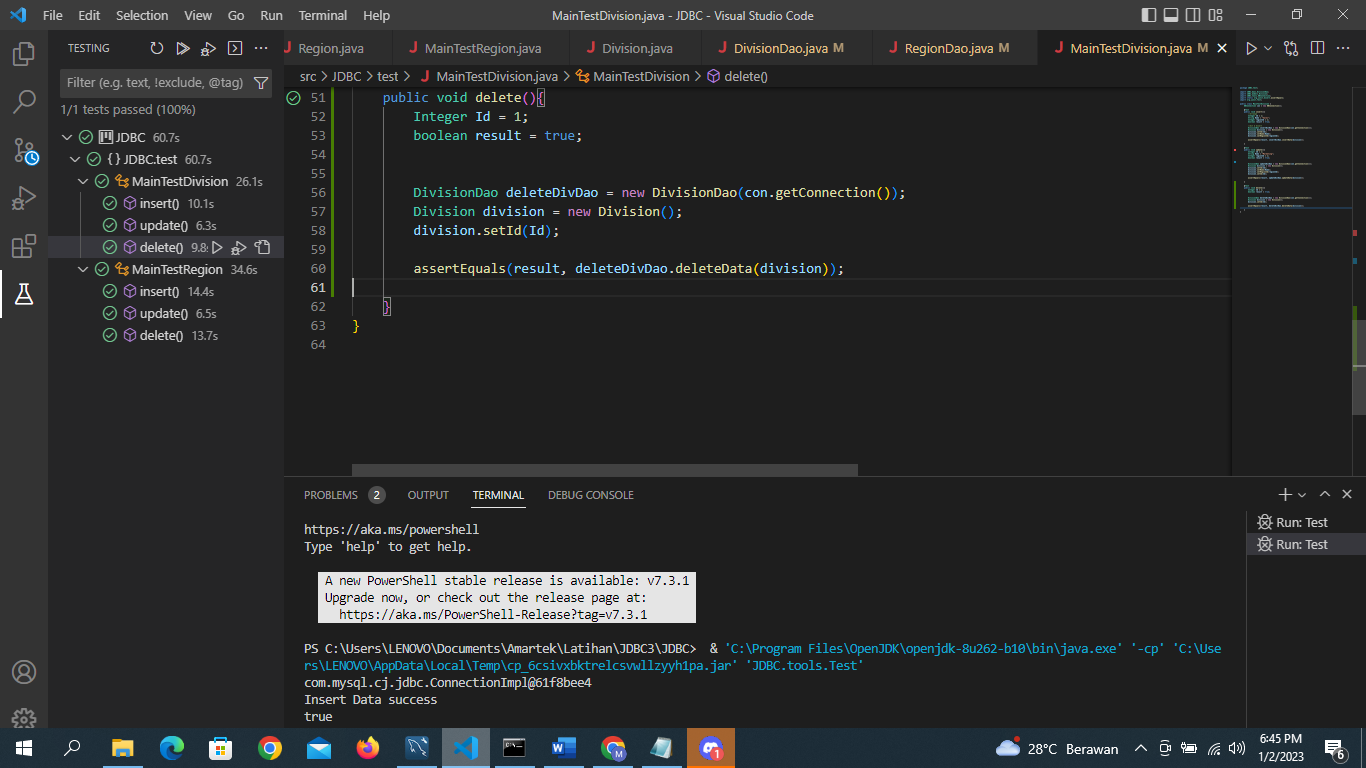 File Edit Selection View Go Run Terminal Help MainTestDivision.java - JDBC - Visual Studio Code
TESTING
Region.java MainTestRegion.java Division.java DivisionDao.java M RegionDao.java M MainTestDivision.java M
Filter (e.g. text, !exclude, @tag)
src > JDBC > test > MainTestDivision.java > MainTestDivision > delete()
1/1 tests passed (100%)
JDBC 60.7s
{ } JDBC.test 60.7s
MainTestDivision 26.1s
insert() 10.1s
update() 6.3s
delete() 9.8s
MainTestRegion 34.6s
insert() 14.4s
update() 6.5s
delete() 13.7s
51 public void delete(){
52 Integer Id = 1;
53 boolean result = true;
54
55
56 DivisionDao deleteDivDao = new DivisionDao(con.getConnection());
57 Division division = new Division();
58 division.setId(Id);
59
60 assertEquals(result, deleteDivDao.deleteData(division));
61
62 }
63 }
64
PROBLEMS 2 OUTPUT TERMINAL DEBUG CONSOLE
Run: Test
Run: Test
https://aka.ms/powershell
Type 'help' to get help.
A new PowerShell stable release is available: v7.3.1
Upgrade now, or check out the release page at:
https://aka.ms/PowerShell-Release?tag=v7.3.1
PS C:\Users\LENOVO\Documents\Amartek\Latihan\JDBC3\JDBC> & 'C:\Program Files\OpenJDK\openjdk-8u262-b10\bin\java.exe' '-cp' 'C:\Use
rs\LENOVO\AppData\Local\Temp\cp_6csivxbktrelcsvwllzyyh1pa.jar' 'JDBC.tools.Test'
com.mysql.cj.jdbc.ConnectionImpl@61f8bee4
Insert Data success
true
28°C Berawan
6:45 PM
1/2/2023
6